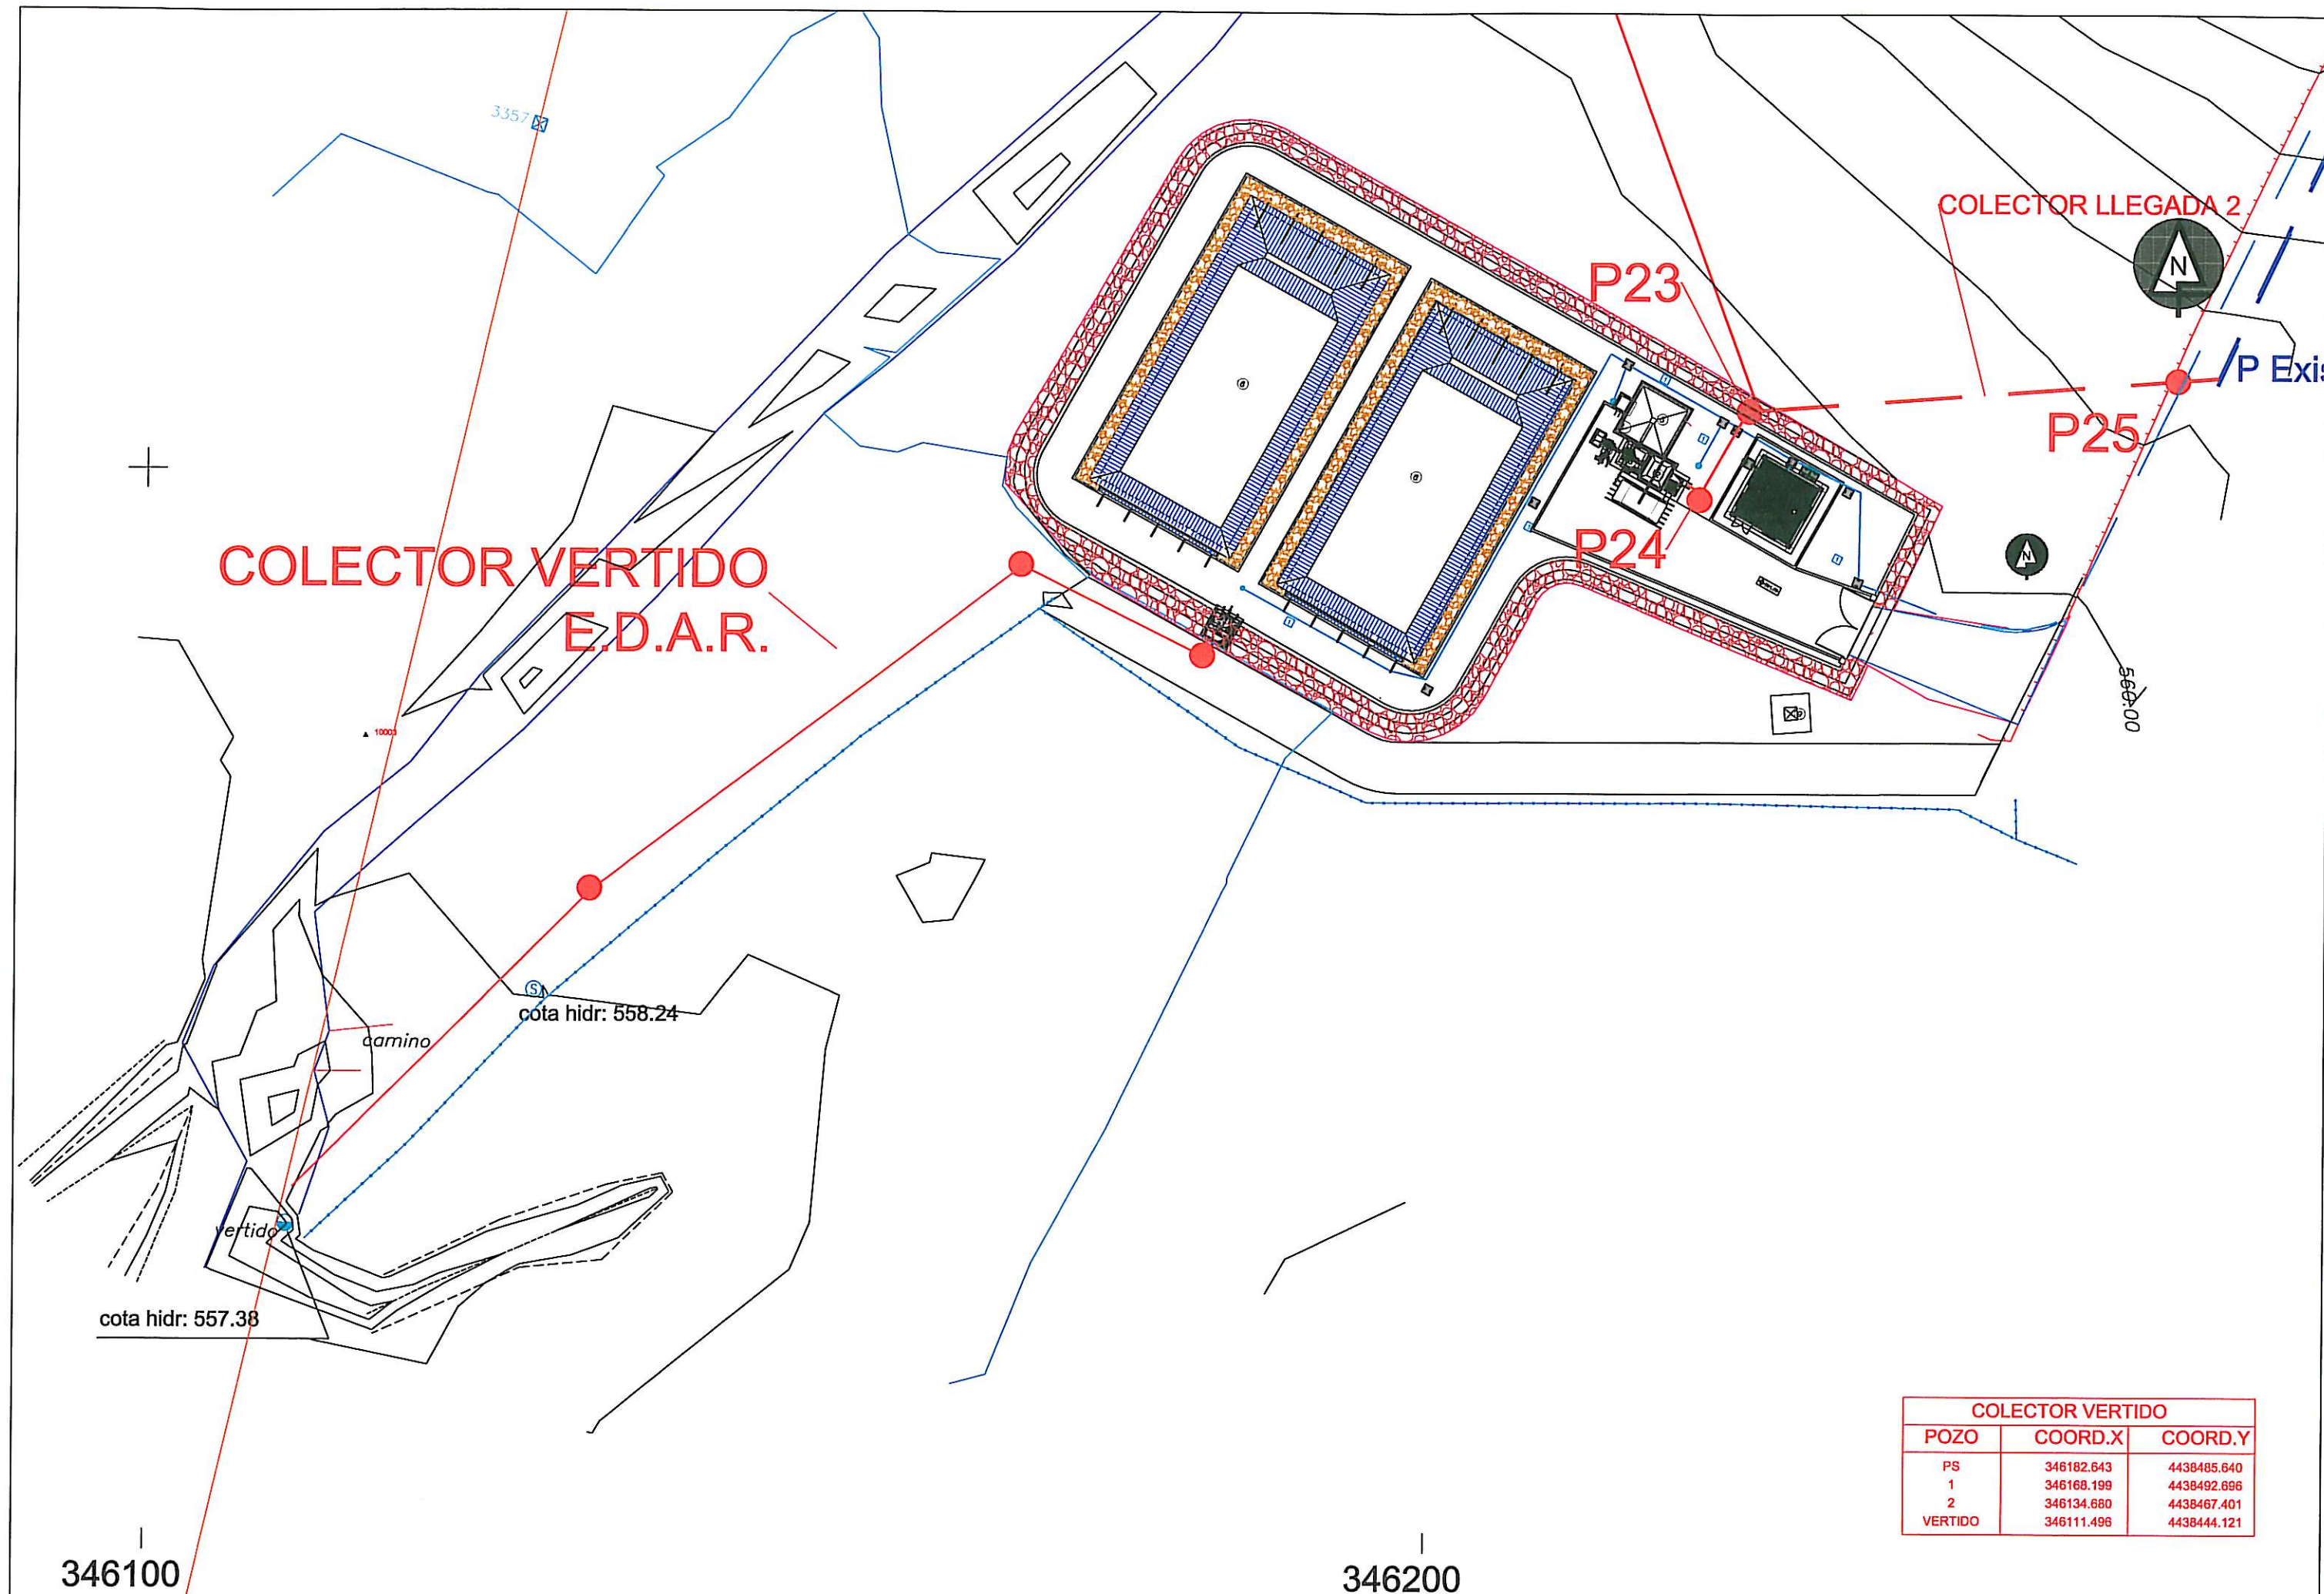 3357
COLECTOR LLEGADA 2
N
P23
P Exis
P25
P24
N
COLECTOR VERTIDO
E.D.A.R.
560.00
10003
cota hidr: 558.24
camino
vertido
cota hidr: 557.38
COLECTOR VERTIDO
POZO COORD.X COORD.Y
PS 346182.643 4438485.640
1 346168.199 4438492.696
2 346134.680 4438467.401
VERTIDO 346111.496 4438444.121
346100
346200